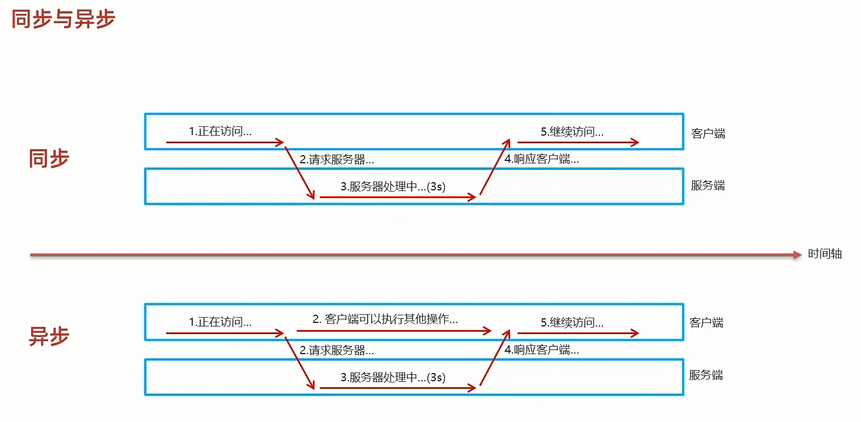 同步与异步
1.正在访问...
5.继续访问...
客户端
同步
2.请求服务器...
4.响应客户端...
3.服务器处理中...(3s)
服务端
时间轴
1.正在访问...
2. 客户端可以执行其他操作...
5.继续访问...
客户端
异步
2.请求服务器...
4.响应客户端...
3.服务器处理中...(3s)
服务端